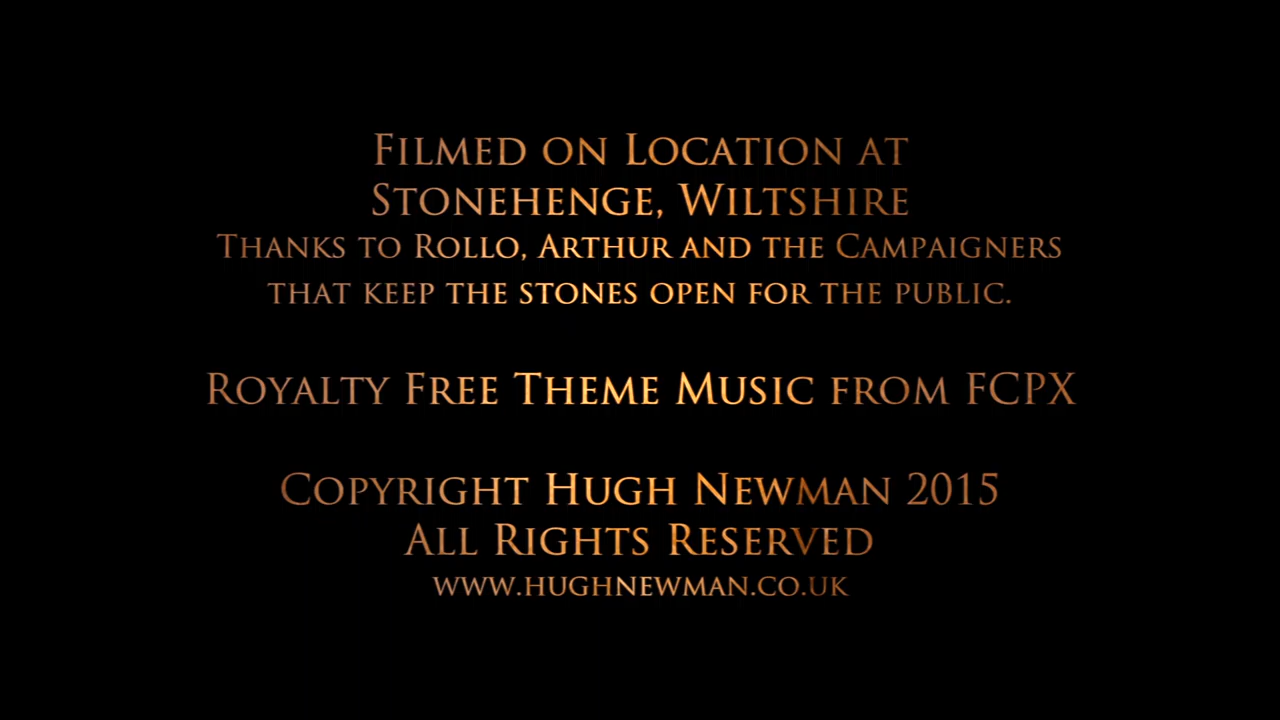 Filmed on Location at
Stonehenge, Wiltshire
Thanks to Rollo, Arthur and the Campaigners
that keep the stones open for the public.
Royalty Free Theme Music from FCPX
Copyright Hugh Newman 2015
All Rights Reserved
www.hughnewman.co.uk